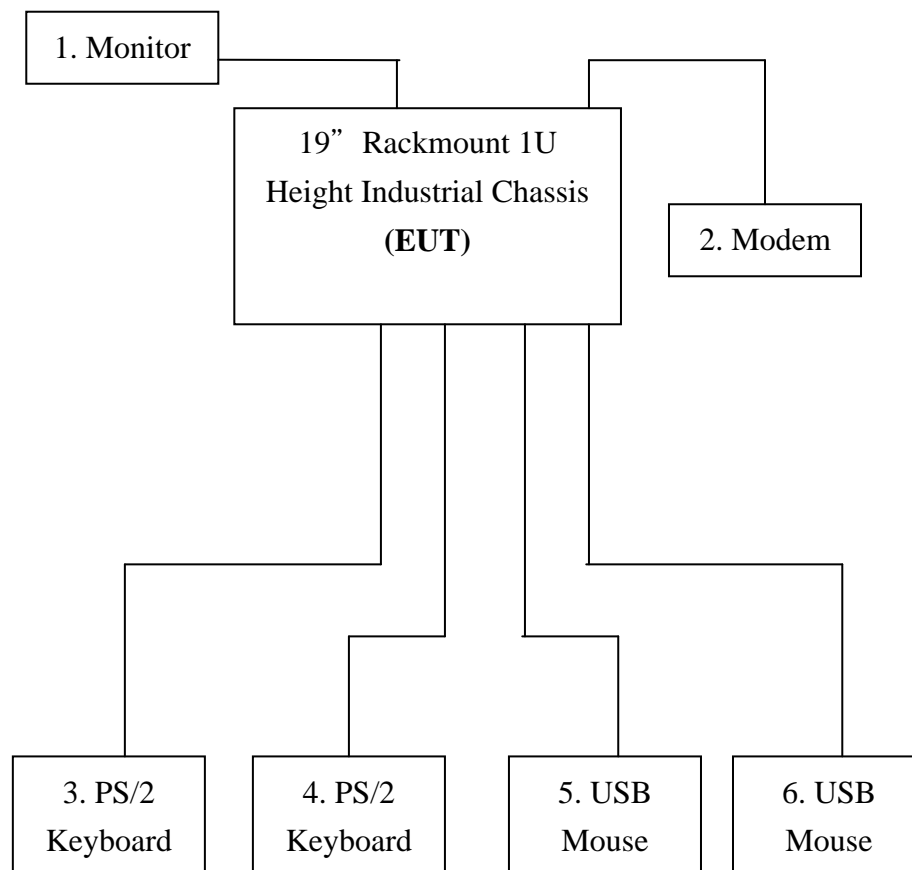 1. Monitor
19” Rackmount 1U
Height Industrial Chassis
(EUT)
2. Modem
3. PS/2
Keyboard
4. PS/2
Keyboard
5. USB
Mouse
6. USB
Mouse